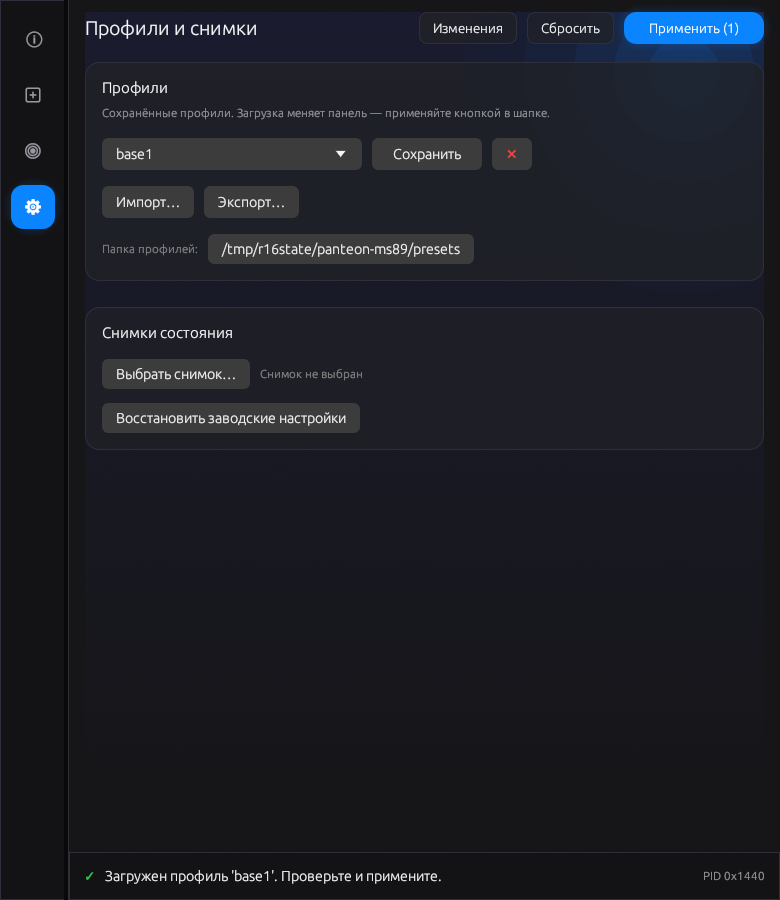 Профили и снимки
Изменения
Сбросить
Применить (1)
Профили
Сохранённые профили. Загрузка меняет панель — применяйте кнопкой в шапке.
base1
Сохранить
Импорт...
Экспорт...
Папка профилей:
/tmp/r16state/panteon-ms89/presets
Снимки состояния
Выбрать снимок...
Снимок не выбран
Восстановить заводские настройки
✓ Загружен профиль 'base1'. Проверьте и примените.
PID 0x1440